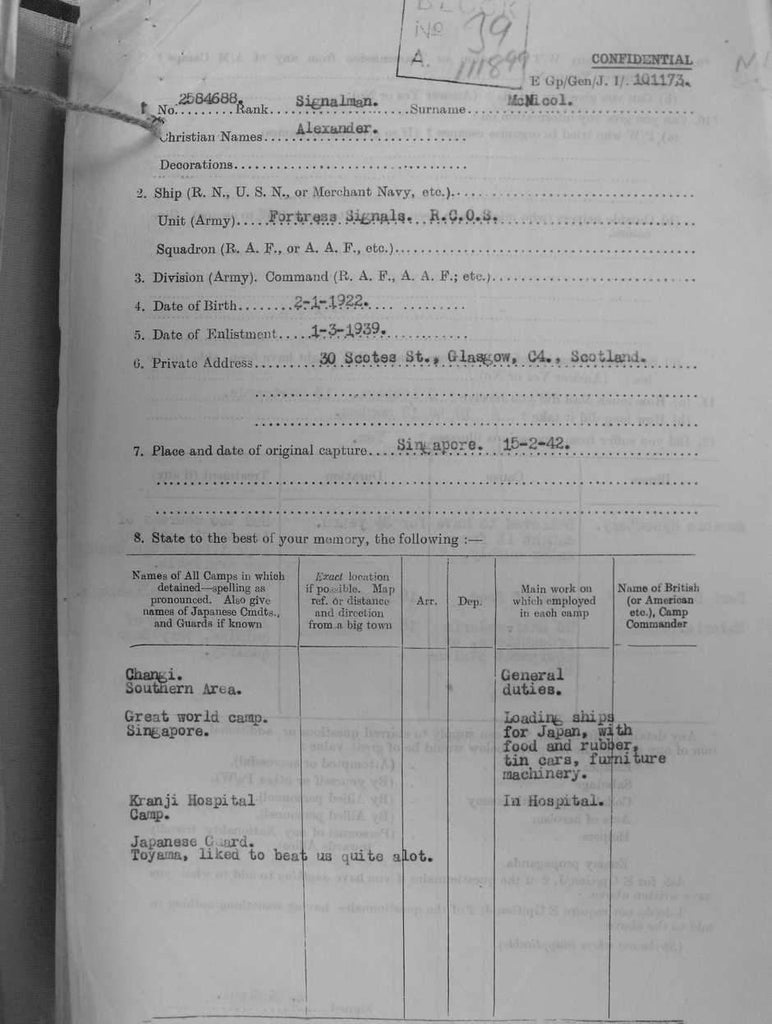 No 39
A. 111899
CONFIDENTIAL
E Gp/Gen/J. I/. 101173.
1 No. 2584688. Rank Signalman. Surname McNicol.
Christian Names Alexander.
Decorations
2. Ship (R. N., U. S. N., or Merchant Navy, etc.)
Unit (Army) Fortress Signals. R.C.O.S.
Squadron (R. A. F., or A. A. F., etc.)
3. Division (Army). Command (R. A. F., A. A. F.; etc.)
4. Date of Birth 2-1-1922.
5. Date of Enlistment 1-3-1939.
6. Private Address 30 Scotes St., Glasgow, C4., Scotland.
7. Place and date of original capture Singapore. 15-2-42.
8. State to the best of your memory, the following :—
Names of All Camps in which
detained—spelling as
pronounced. Also give
names of Japanese Cmdts.,
and Guards if known
Exact location
if possible. Map
ref. or distance
and direction
from a big town
Arr.
Dep.
Main work on
which employed
in each camp
Name of British
(or American
etc.), Camp
Commander
Changi.
Southern Area.
General
duties.
Great world camp.
Singapore.
Loading ships
for Japan, with
food and rubber,
tin cars, furniture
machinery.
Kranji Hospital
Camp.
In Hospital.
Japanese Guard.
Toyama, liked to beat us quite alot.